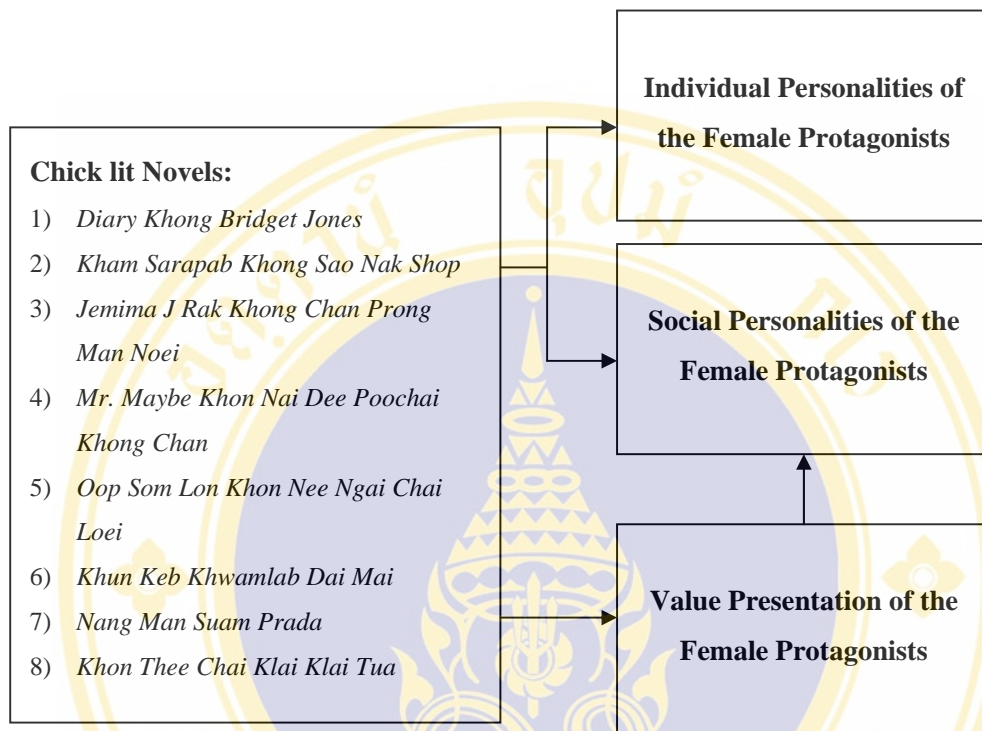 Individual Personalities of
the Female Protagonists
Chick lit Novels:
1) Diary Khong Bridget Jones
2) Kham Sarapab Khong Sao Nak Shop
3) Jemima J Rak Khong Chan Prong
Man Noei
4) Mr. Maybe Khon Nai Dee Poochai
Khong Chan
5) Oop Som Lon Khon Nee Ngai Chai
Loei
6) Khun Keb Khwamlab Dai Mai
7) Nang Man Suam Prada
8) Khon Thee Chai Klai Klai Tua
Social Personalities of the
Female Protagonists
Value Presentation of the
Female Protagonists